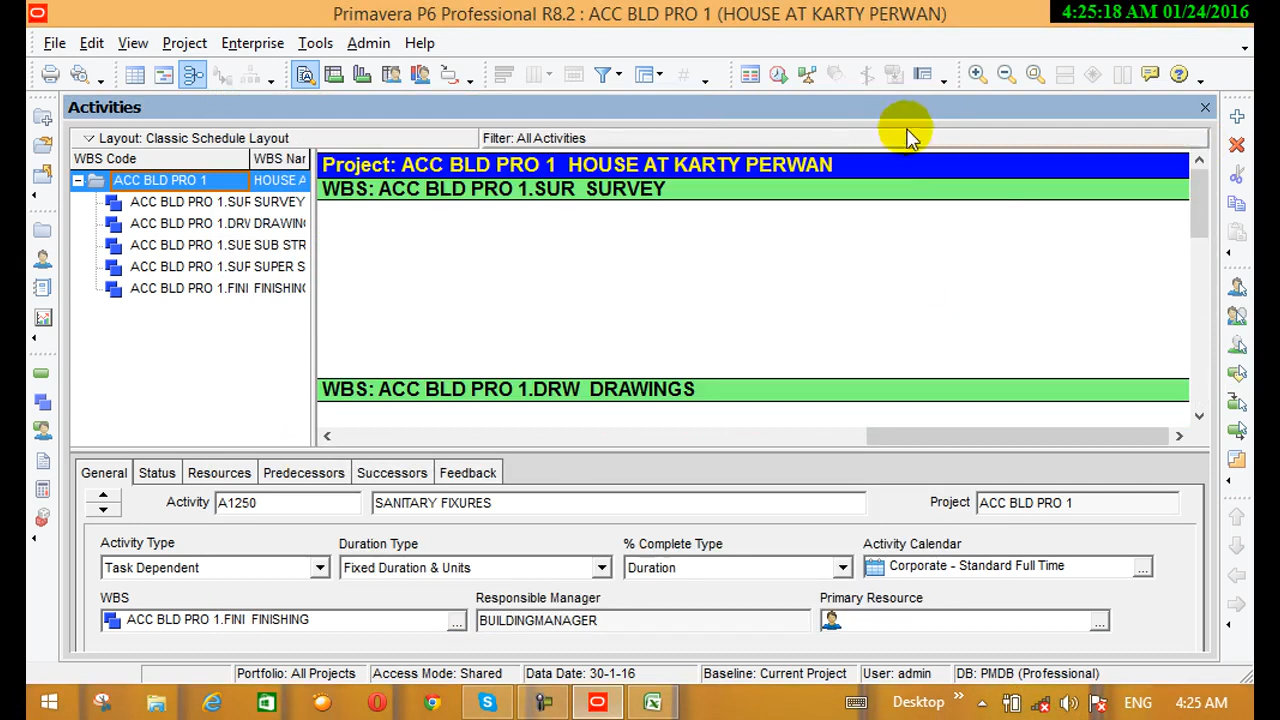 Primavera P6 Professional R8.2 : ACC BLD PRO 1 (HOUSE AT KARTY PERWAN)
4:25:18 AM 01/24/2016
File Edit View Project Enterprise Tools Admin Help
Activities
Layout: Classic Schedule Layout
Filter: All Activities
WBS Code WBS Nar
Project: ACC BLD PRO 1 HOUSE AT KARTY PERWAN
ACC BLD PRO 1 HOUSE A
WBS: ACC BLD PRO 1.SUR SURVEY
ACC BLD PRO 1.SUF SURVEY
ACC BLD PRO 1.DRV DRAWIN
ACC BLD PRO 1.SUE SUB STR
ACC BLD PRO 1.SUF SUPER S
ACC BLD PRO 1.FINI FINISHING
WBS: ACC BLD PRO 1.DRW DRAWINGS
General Status Resources Predecessors Successors Feedback
Activity A1250 SANITARY FIXURES Project ACC BLD PRO 1
Activity Type Duration Type % Complete Type Activity Calendar
Task Dependent Fixed Duration & Units Duration Corporate - Standard Full Time ...
WBS Responsible Manager Primary Resource
ACC BLD PRO 1.FINI FINISHING ... BUILDINGMANAGER ...
Portfolio: All Projects Access Mode: Shared Data Date: 30-1-16 Baseline: Current Project User: admin DB: PMDB (Professional)
Desktop » ENG 4:25 AM